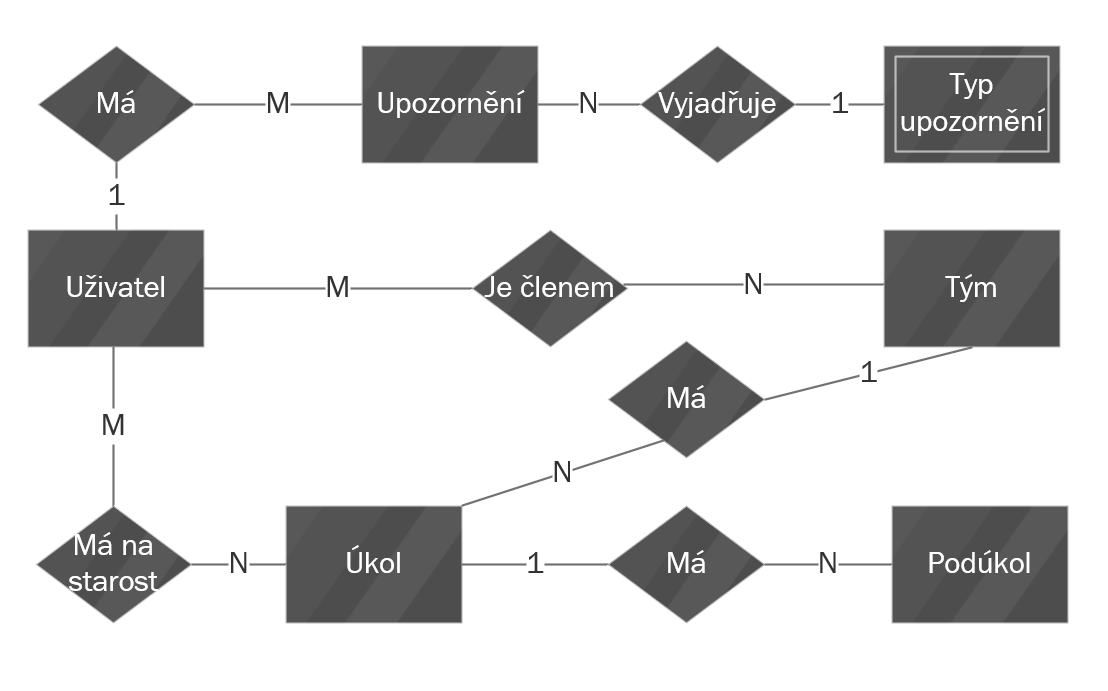 Má
M
Upozornění
N
Vyjadřuje
1
Typ
upozornění
1
Uživatel
M
Je členem
N
Tým
Má
1
M
N
Má na
starost
N
Úkol
1
Má
N
Podúkol